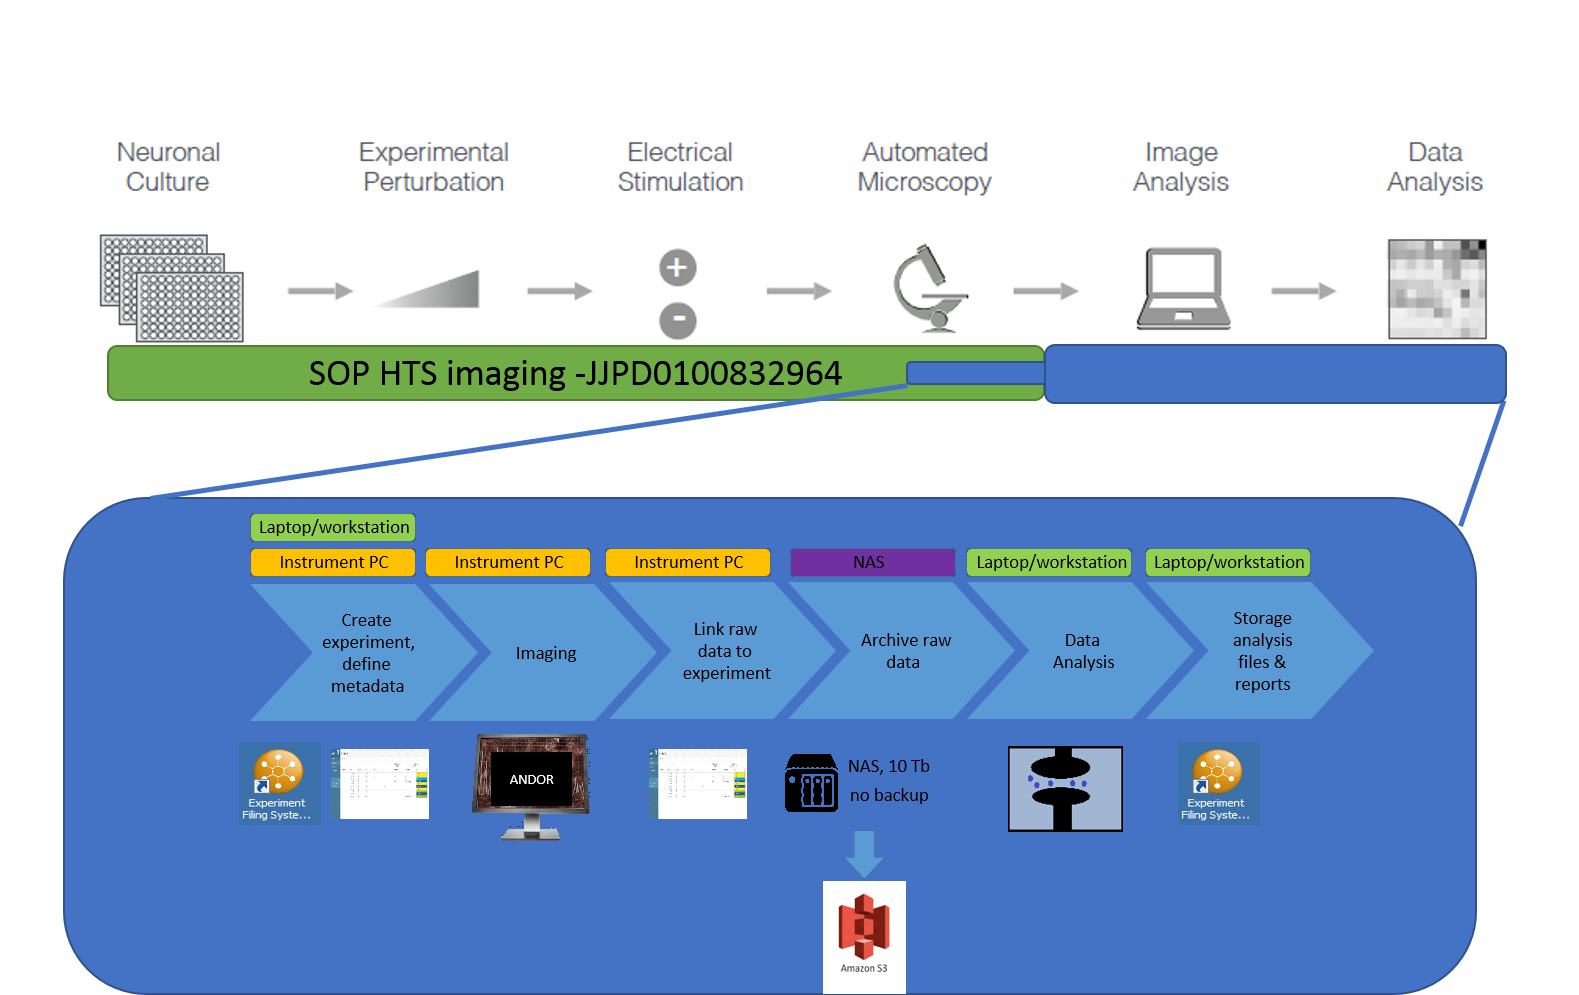 Neuronal
Culture
Experimental
Perturbation
Electrical
Stimulation
Automated
Microscopy
Image
Analysis
Data
Analysis
+
-
SOP HTS imaging -JJPD0100832964
Laptop/workstation
Instrument PC
Instrument PC
Instrument PC
NAS
Laptop/workstation
Laptop/workstation
Create
experiment,
define
metadata
Imaging
Link raw
data to
experiment
Archive raw
data
Data
Analysis
Storage
analysis
files &
reports
Experiment
Filing Syste...
ANDOR
NAS, 10 Tb
no backup
Experiment
Filing Syste...
Amazon S3